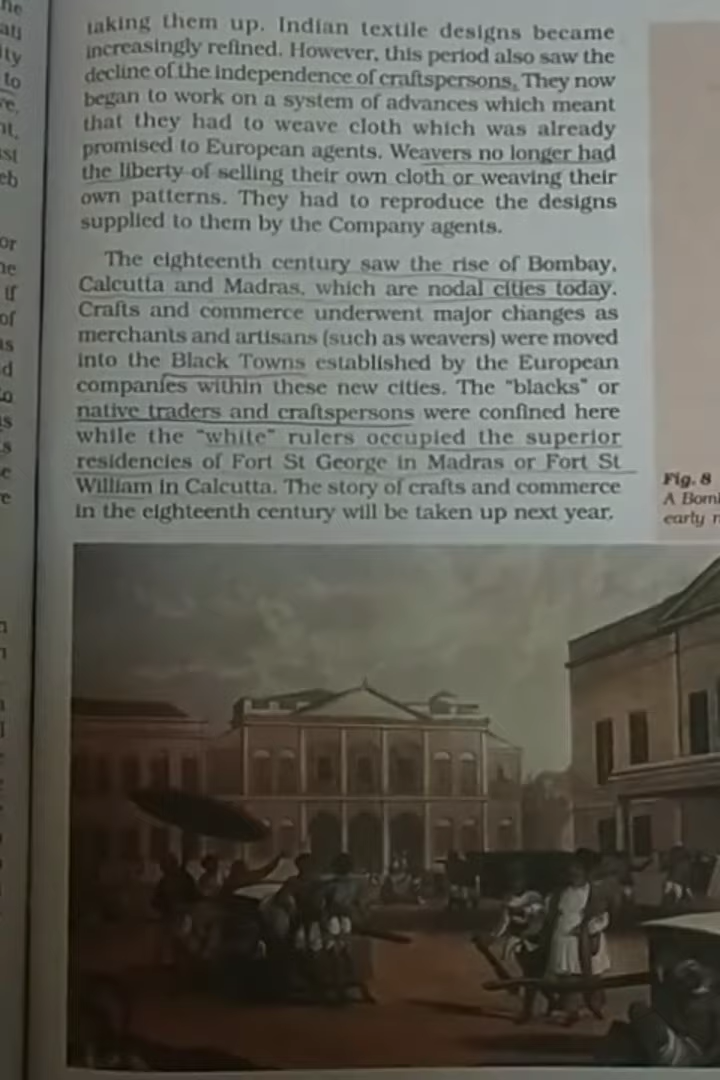 taking them up. Indian textile designs became
increasingly refined. However, this period also saw the
decline of the independence of craftspersons. They now
began to work on a system of advances which meant
that they had to weave cloth which was already
promised to European agents. Weavers no longer had
the liberty of selling their own cloth or weaving their
own patterns. They had to reproduce the designs
supplied to them by the Company agents.
The eighteenth century saw the rise of Bombay,
Calcutta and Madras, which are nodal cities today.
Crafts and commerce underwent major changes as
merchants and artisans (such as weavers) were moved
into the Black Towns established by the European
companies within these new cities. The "blacks" or
native traders and craftspersons were confined here
while the "white" rulers occupied the superior
residencies of Fort St George in Madras or Fort St
William in Calcutta. The story of crafts and commerce
in the eighteenth century will be taken up next year.
Fig. 8
A
early